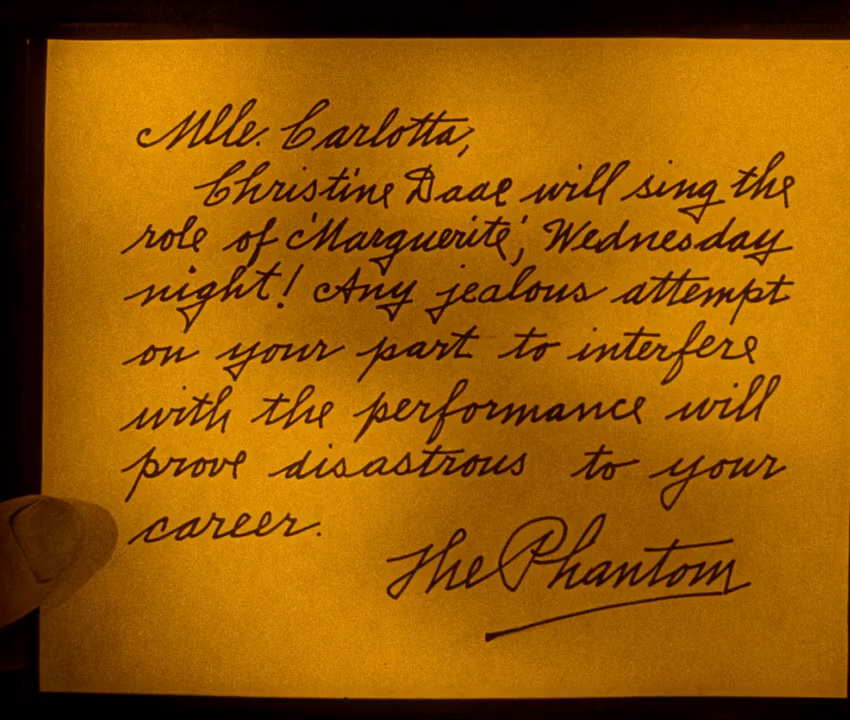 Mlle. Carlotta,
Christine Daae will sing the
role of 'Marguerite', Wednesday
night! Any jealous attempt
on your part to interfere
with the performance will
prove disastrous to your
career.
The Phantom